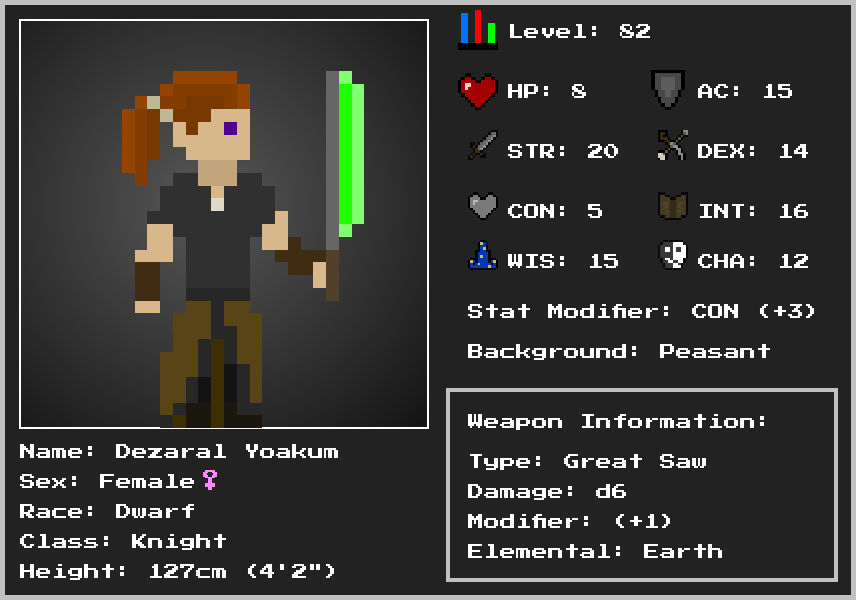 Level: 82
HP: 8
AC: 15
STR: 20
DEX: 14
CON: 5
INT: 16
WIS: 15
CHA: 12
Stat Modifier: CON (+3)
Background: Peasant
Weapon Information:
Type: Great Saw
Damage: d6
Modifier: (+1)
Elemental: Earth
Name: Dezaral Yoakum
Sex: Female♀
Race: Dwarf
Class: Knight
Height: 127cm (4'2")